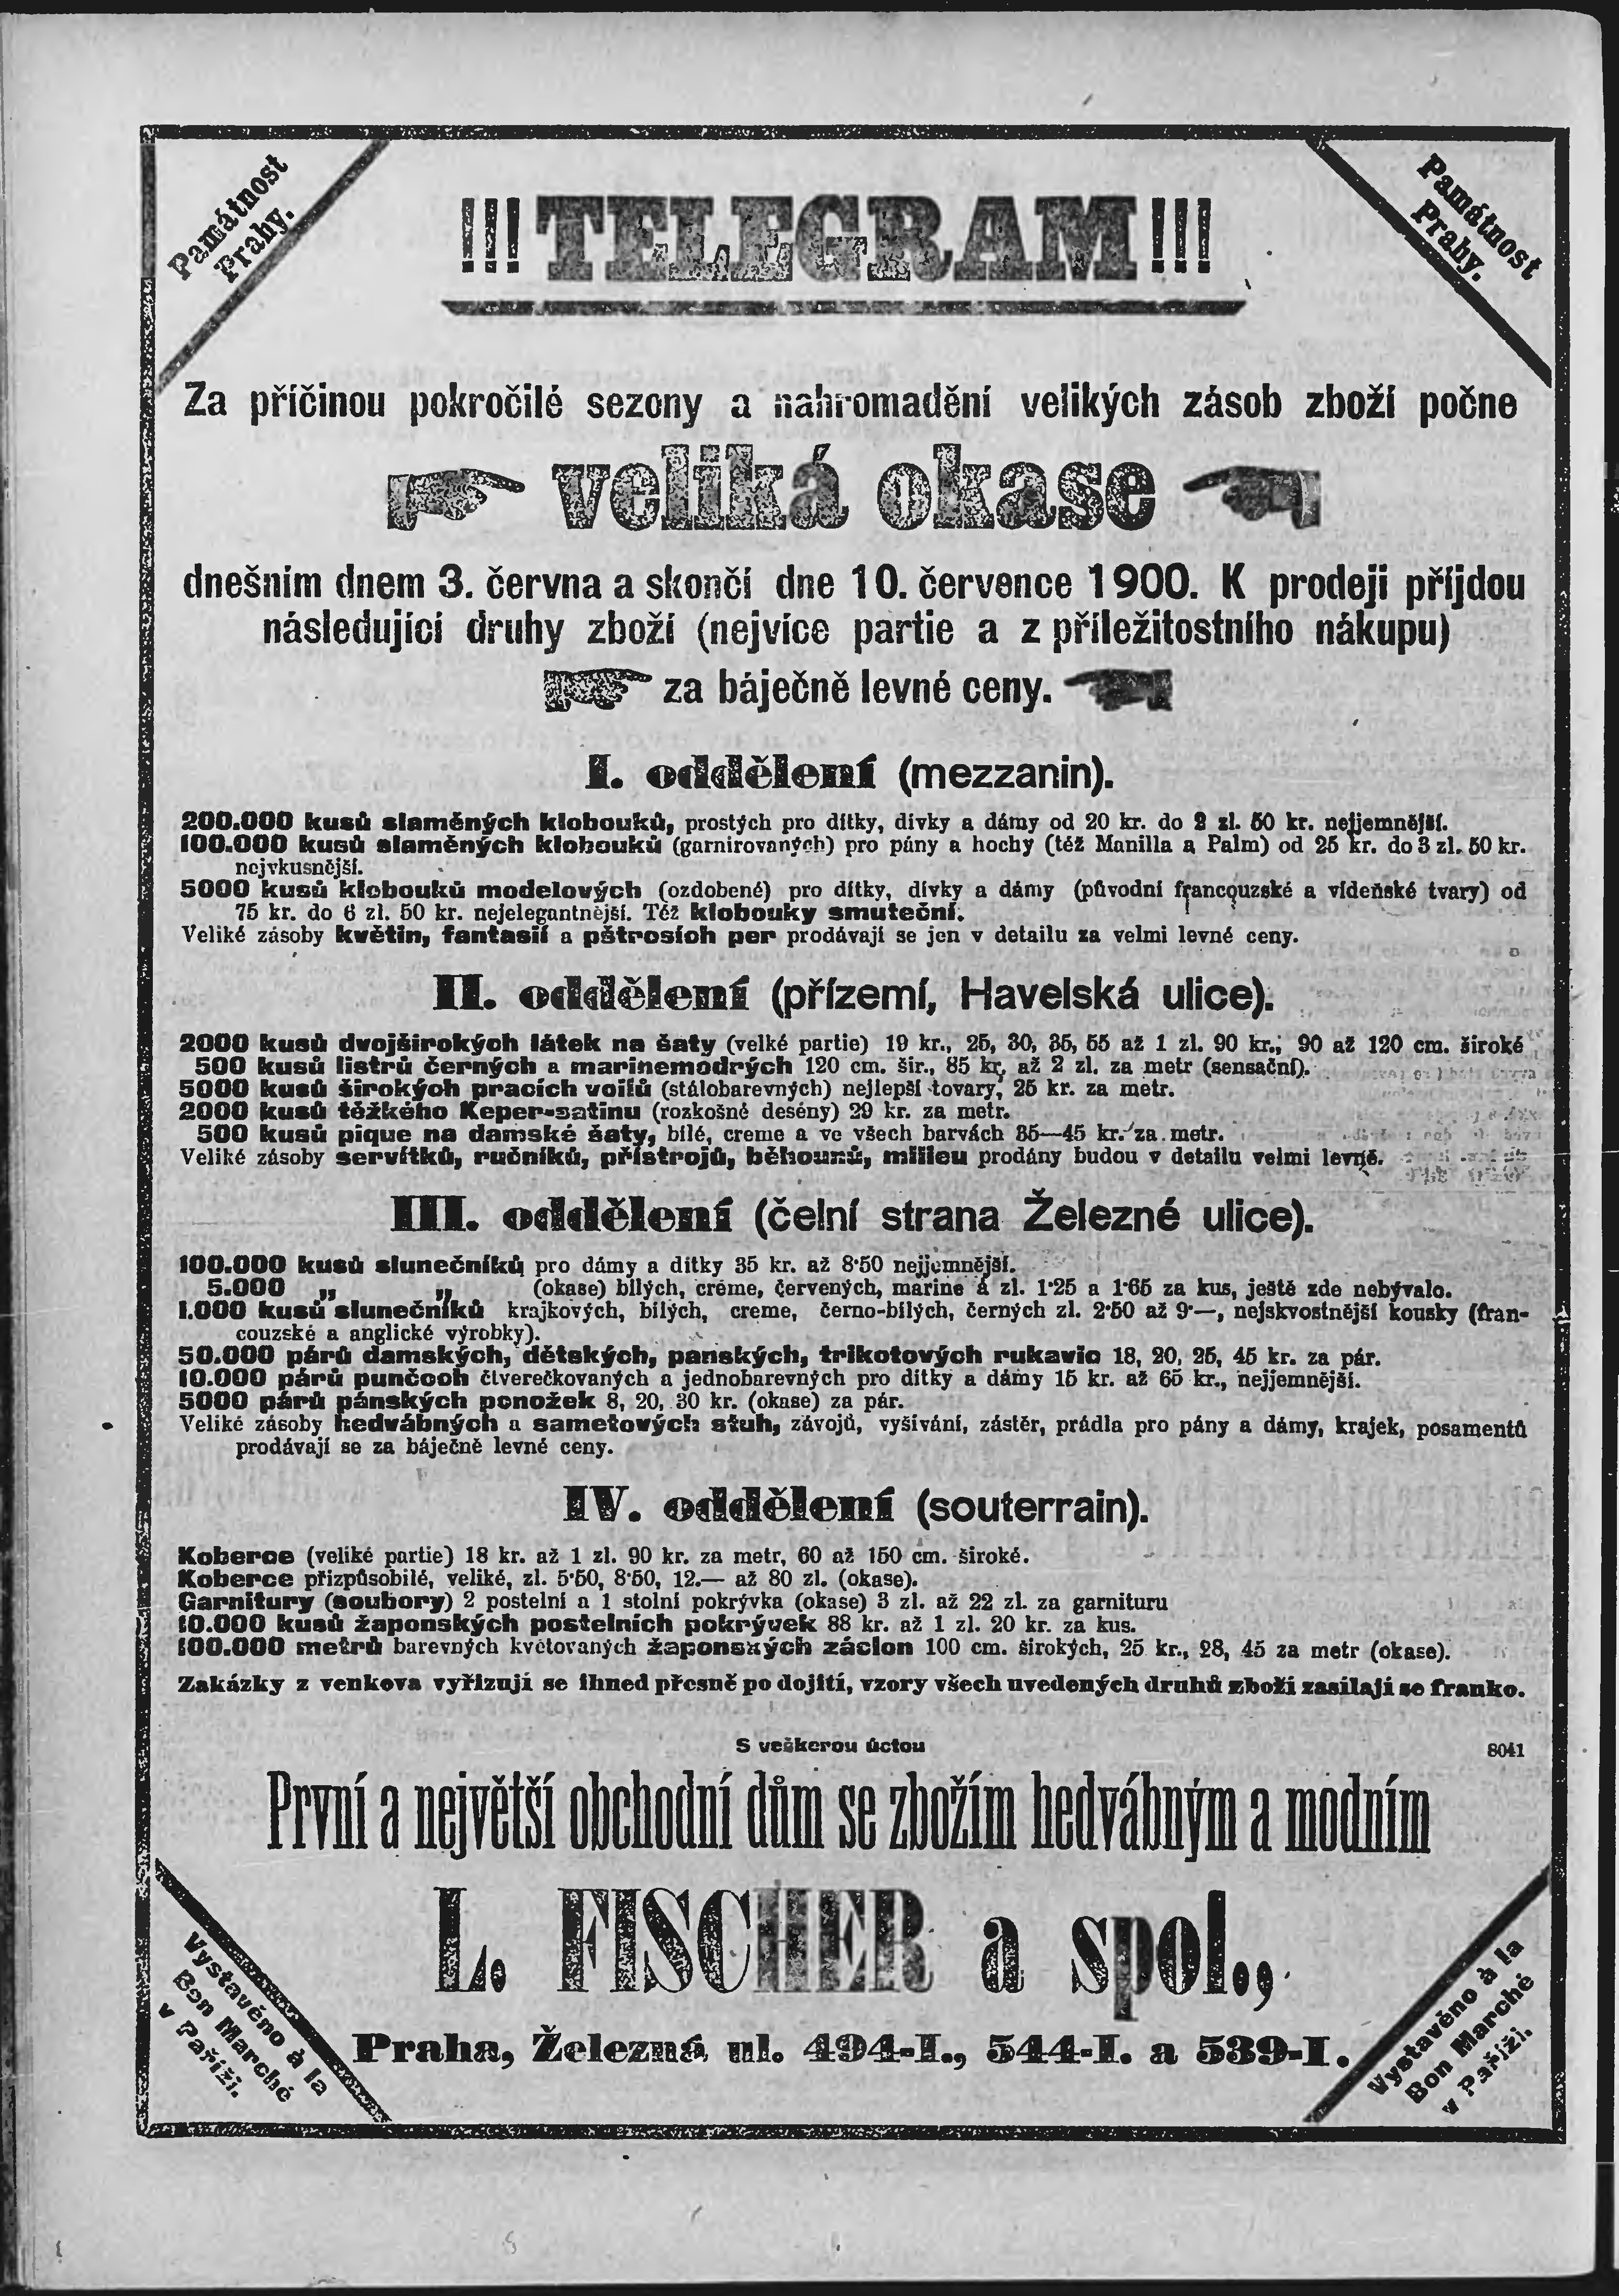 Památnost
Prahy.
!!! TELEGRAM !!!
Památnost
Prahy.
Za příčinou pokročilé sezony a nahromadění velikých zásob zboží počne
veliká okase
dnešním dnem 3. června a skončí dne 10. července 1900. K prodeji přijdou
následující druhy zboží (nejvíce partie a z příležitostního nákupu)
za báječně levné ceny.
I. oddělení (mezzanin).
200.000 kusů slaměných klobouků, prostých pro dítky, dívky a dámy od 20 kr. do 2 zl. 50 kr. nejjemnější.
100.000 kusů slaměných klobouků (garnirovaných) pro pány a hochy (též Manilla a Palm) od 25 kr. do 3 zl. 50 kr.
nejvkusnější.
5000 kusů klobouků modelových (ozdobené) pro dítky, dívky a dámy (původní francouzské a vídeňské tvary) od
75 kr. do 6 zl. 50 kr. nejelegantnější. Též klobouky smuteční.
Veliké zásoby květin, fantasií a pštrosích per prodávají se jen v detailu za velmi levné ceny.
II. oddělení (přízemí, Havelská ulice).
2000 kusů dvojširokých látek na šaty (velké partie) 19 kr., 25, 30, 35, 55 až 1 zl. 90 kr., 90 až 120 cm. široké
500 kusů listrů černých a marinemodrých 120 cm. šír., 85 kr. až 2 zl. za metr (sensační).
5000 kusů širokých pracích voilů (stálobarevných) nejlepší tovary, 25 kr. za metr.
2000 kusů těžkého Keper-satinu (rozkošné desény) 29 kr. za metr.
500 kusů pique na damské šaty, bílé, creme a ve všech barvách 35—45 kr. za metr.
Veliké zásoby servítků, ručníků, přístrojů, běhounů, milieu prodány budou v detailu velmi levně.
III. oddělení (čelní strana Železné ulice).
100.000 kusů slunečníků pro dámy a dítky 35 kr. až 8·50 nejjemnější.
5.000 „ „ (okase) bílých, créme, červených, marine á zl. 1·25 a 1·65 za kus, ještě zde nebývalo.
1.000 kusů slunečníků krajkových, bílých, creme, černo-bílých, černých zl. 2·50 až 9·—, nejskvostnější kousky (fran-
couzské a anglické výrobky).
50.000 párů damských, dětských, panských, trikotových rukavic 18, 20, 25, 45 kr. za pár.
10.000 párů punčoch čtverečkovaných a jednobarevných pro dítky a dámy 15 kr. až 65 kr., nejjemnější.
5000 párů pánských ponožek 8, 20, 30 kr. (okase) za pár.
Veliké zásoby hedvábných a sametových stuh, závojů, vyšívání, zástěr, prádla pro pány a dámy, krajek, posamentů
prodávají se za báječně levné ceny.
IV. oddělení (souterrain).
Koberce (veliké partie) 18 kr. až 1 zl. 90 kr. za metr, 60 až 150 cm. široké.
Koberce přizpůsobilé, veliké, zl. 5·50, 8·50, 12.— až 80 zl. (okase).
Garnitury (soubory) 2 postelní a 1 stolní pokrývka (okase) 3 zl. až 22 zl. za garnituru
10.000 kusů žaponských postelních pokrývek 88 kr. až 1 zl. 20 kr. za kus.
100.000 metrů barevných květovaných žaponských záclon 100 cm. širokých, 25 kr., 28, 45 za metr (okase).
Zakázky z venkova vyřizují se ihned přesně po dojití, vzory všech uvedených druhů zboží zasílají se franko.
S veškerou úctou
8041
První a největší obchodní dům se zbožím hedvábným a modním
L. FISCHER a spol.,
Praha, Železná ul. 494-I., 544-I. a 539-I.
Vystavěno à la
Bon Marché
v Paříži.
Vystavěno à la
Bon Marché
v Paříži.